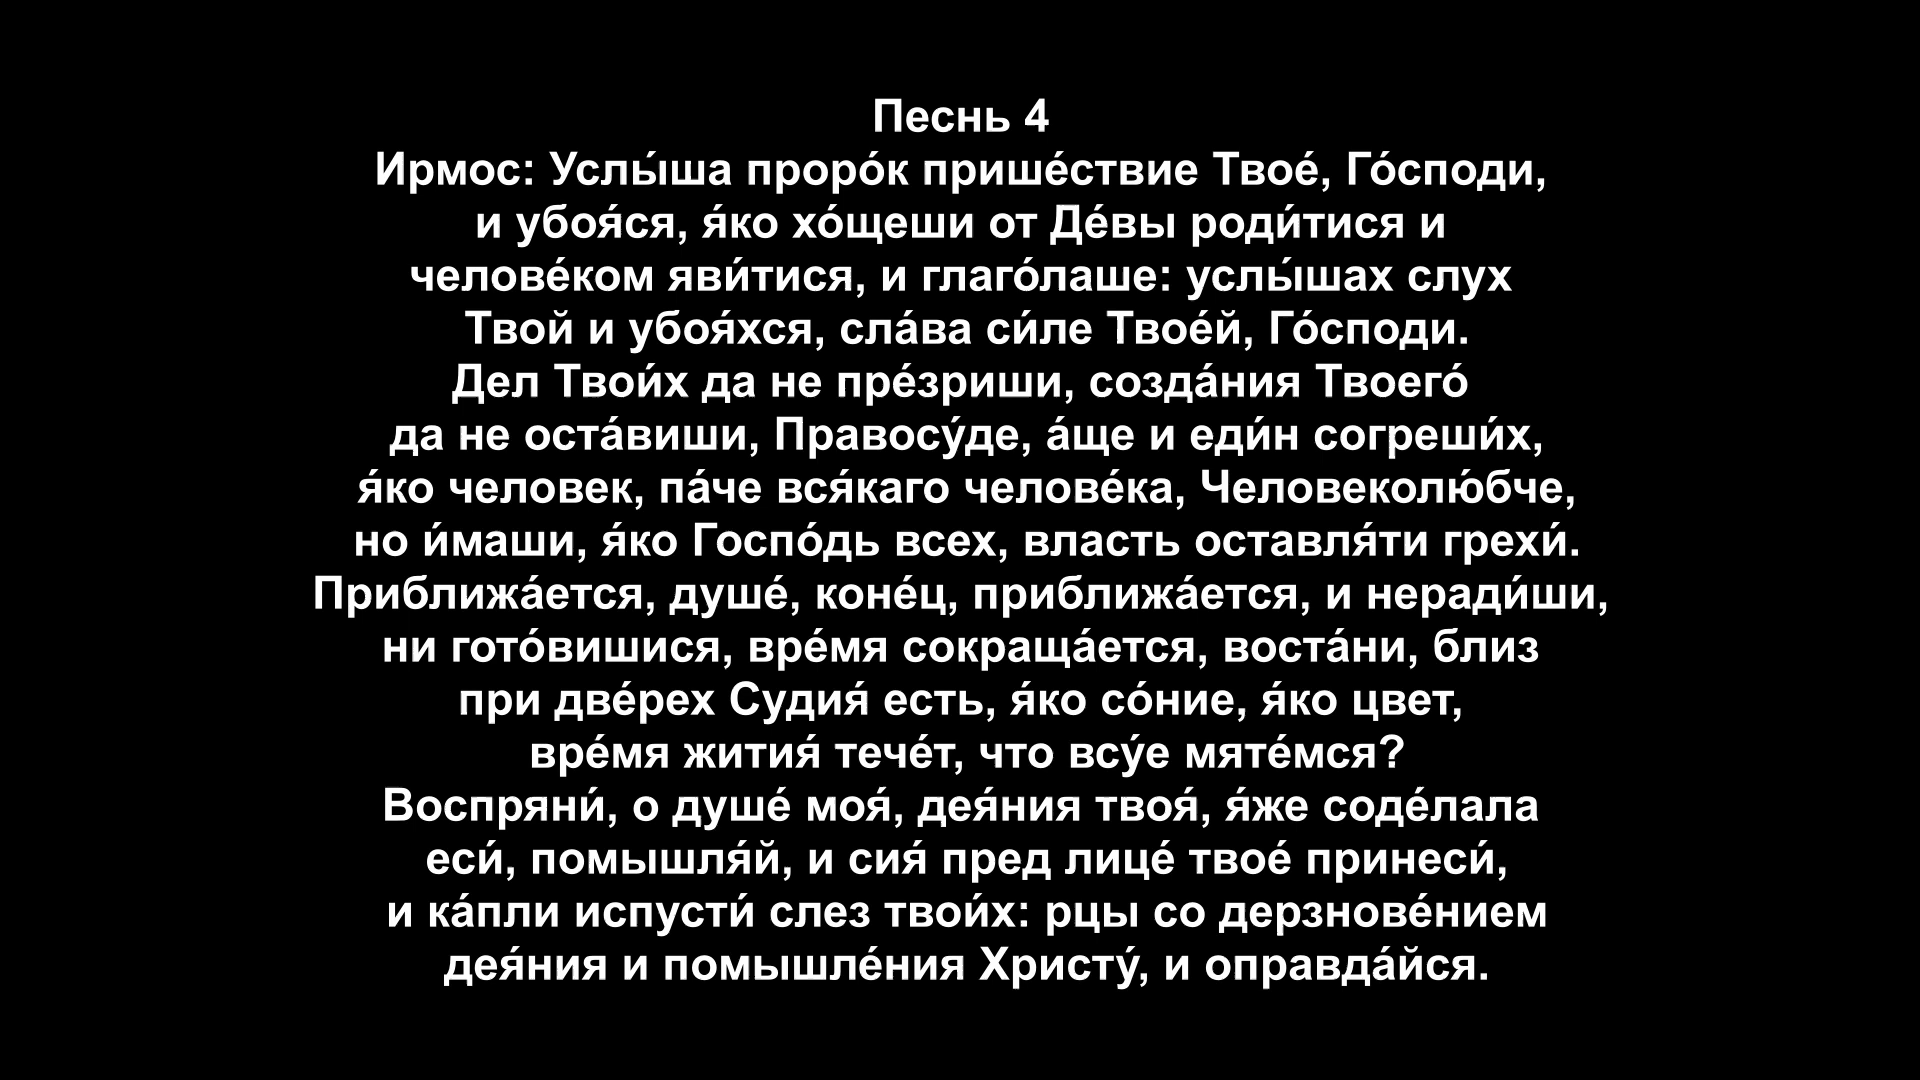 Песнь 4
Ирмос: Услы́ша проро́к прише́ствие Твое́, Го́споди,
и убоя́ся, я́ко хо́щеши от Де́вы роди́тися и
челове́ком яви́тися, и глаго́лаше: услы́шах слух
Твой и убоя́хся, сла́ва си́ле Твое́й, Го́споди.
Дел Твои́х да не пре́зриши, созда́ния Твоего́
да не оста́виши, Правосу́де, а́ще и еди́н согреши́х,
я́ко человек, па́че вся́каго челове́ка, Человеколю́бче,
но и́маши, я́ко Госпо́дь всех, власть оставля́ти грехи́.
Приближа́ется, душе́, коне́ц, приближа́ется, и неради́ши,
ни гото́вишися, вре́мя сокраща́ется, воста́ни, близ
при две́рех Судия́ есть, я́ко со́ние, я́ко цвет,
вре́мя жития́ тече́т, что всу́е мяте́мся?
Воспряни́, о душе́ моя́, дея́ния твоя́, я́же соде́лала
еси́, помышля́й, и сия́ пред лице́ твое́ принеси́,
и ка́пли испусти́ слез твои́х: рцы со дерзнове́нием
дея́ния и помышле́ния Христу́, и оправда́йся.